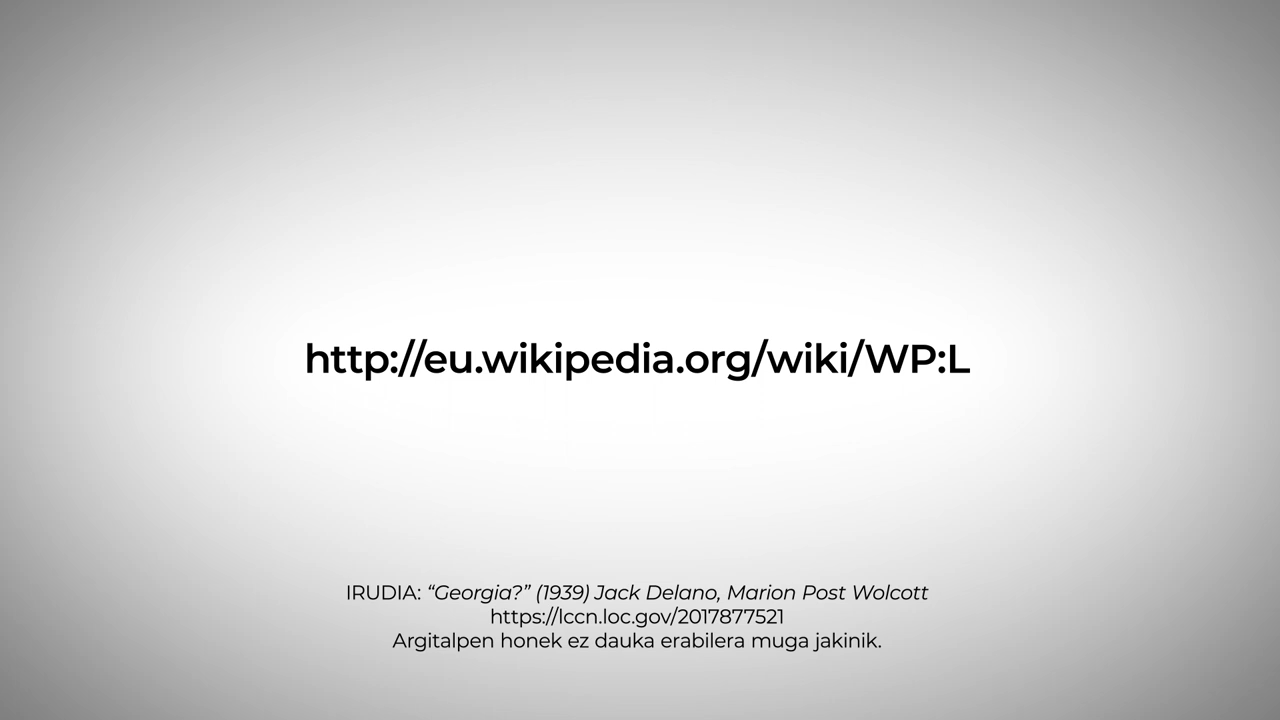 http://eu.wikipedia.org/wiki/WP:L
IRUDIA: “Georgia?” (1939) Jack Delano, Marion Post Wolcott
https://lccn.loc.gov/2017877521
Argitalpen honek ez dauka erabilera muga jakinik.